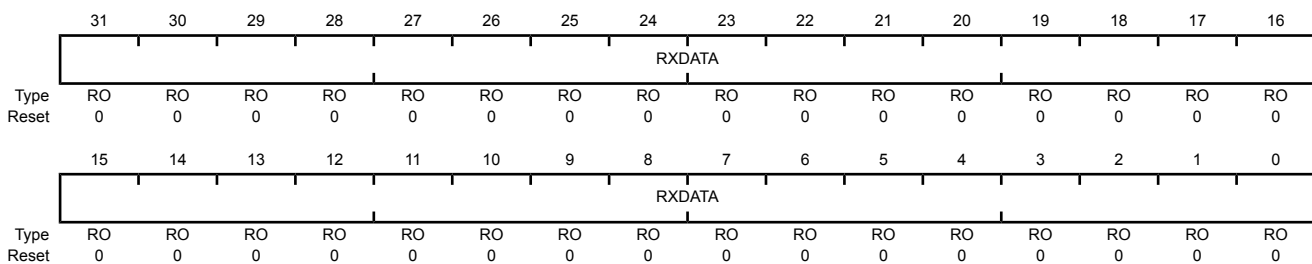 31 30 29 28 27 26 25 24 23 22 21 20 19 18 17 16
RXDATA
Type RO RO RO RO RO RO RO RO RO RO RO RO RO RO RO RO
Reset 0 0 0 0 0 0 0 0 0 0 0 0 0 0 0 0
15 14 13 12 11 10 9 8 7 6 5 4 3 2 1 0
RXDATA
Type RO RO RO RO RO RO RO RO RO RO RO RO RO RO RO RO
Reset 0 0 0 0 0 0 0 0 0 0 0 0 0 0 0 0